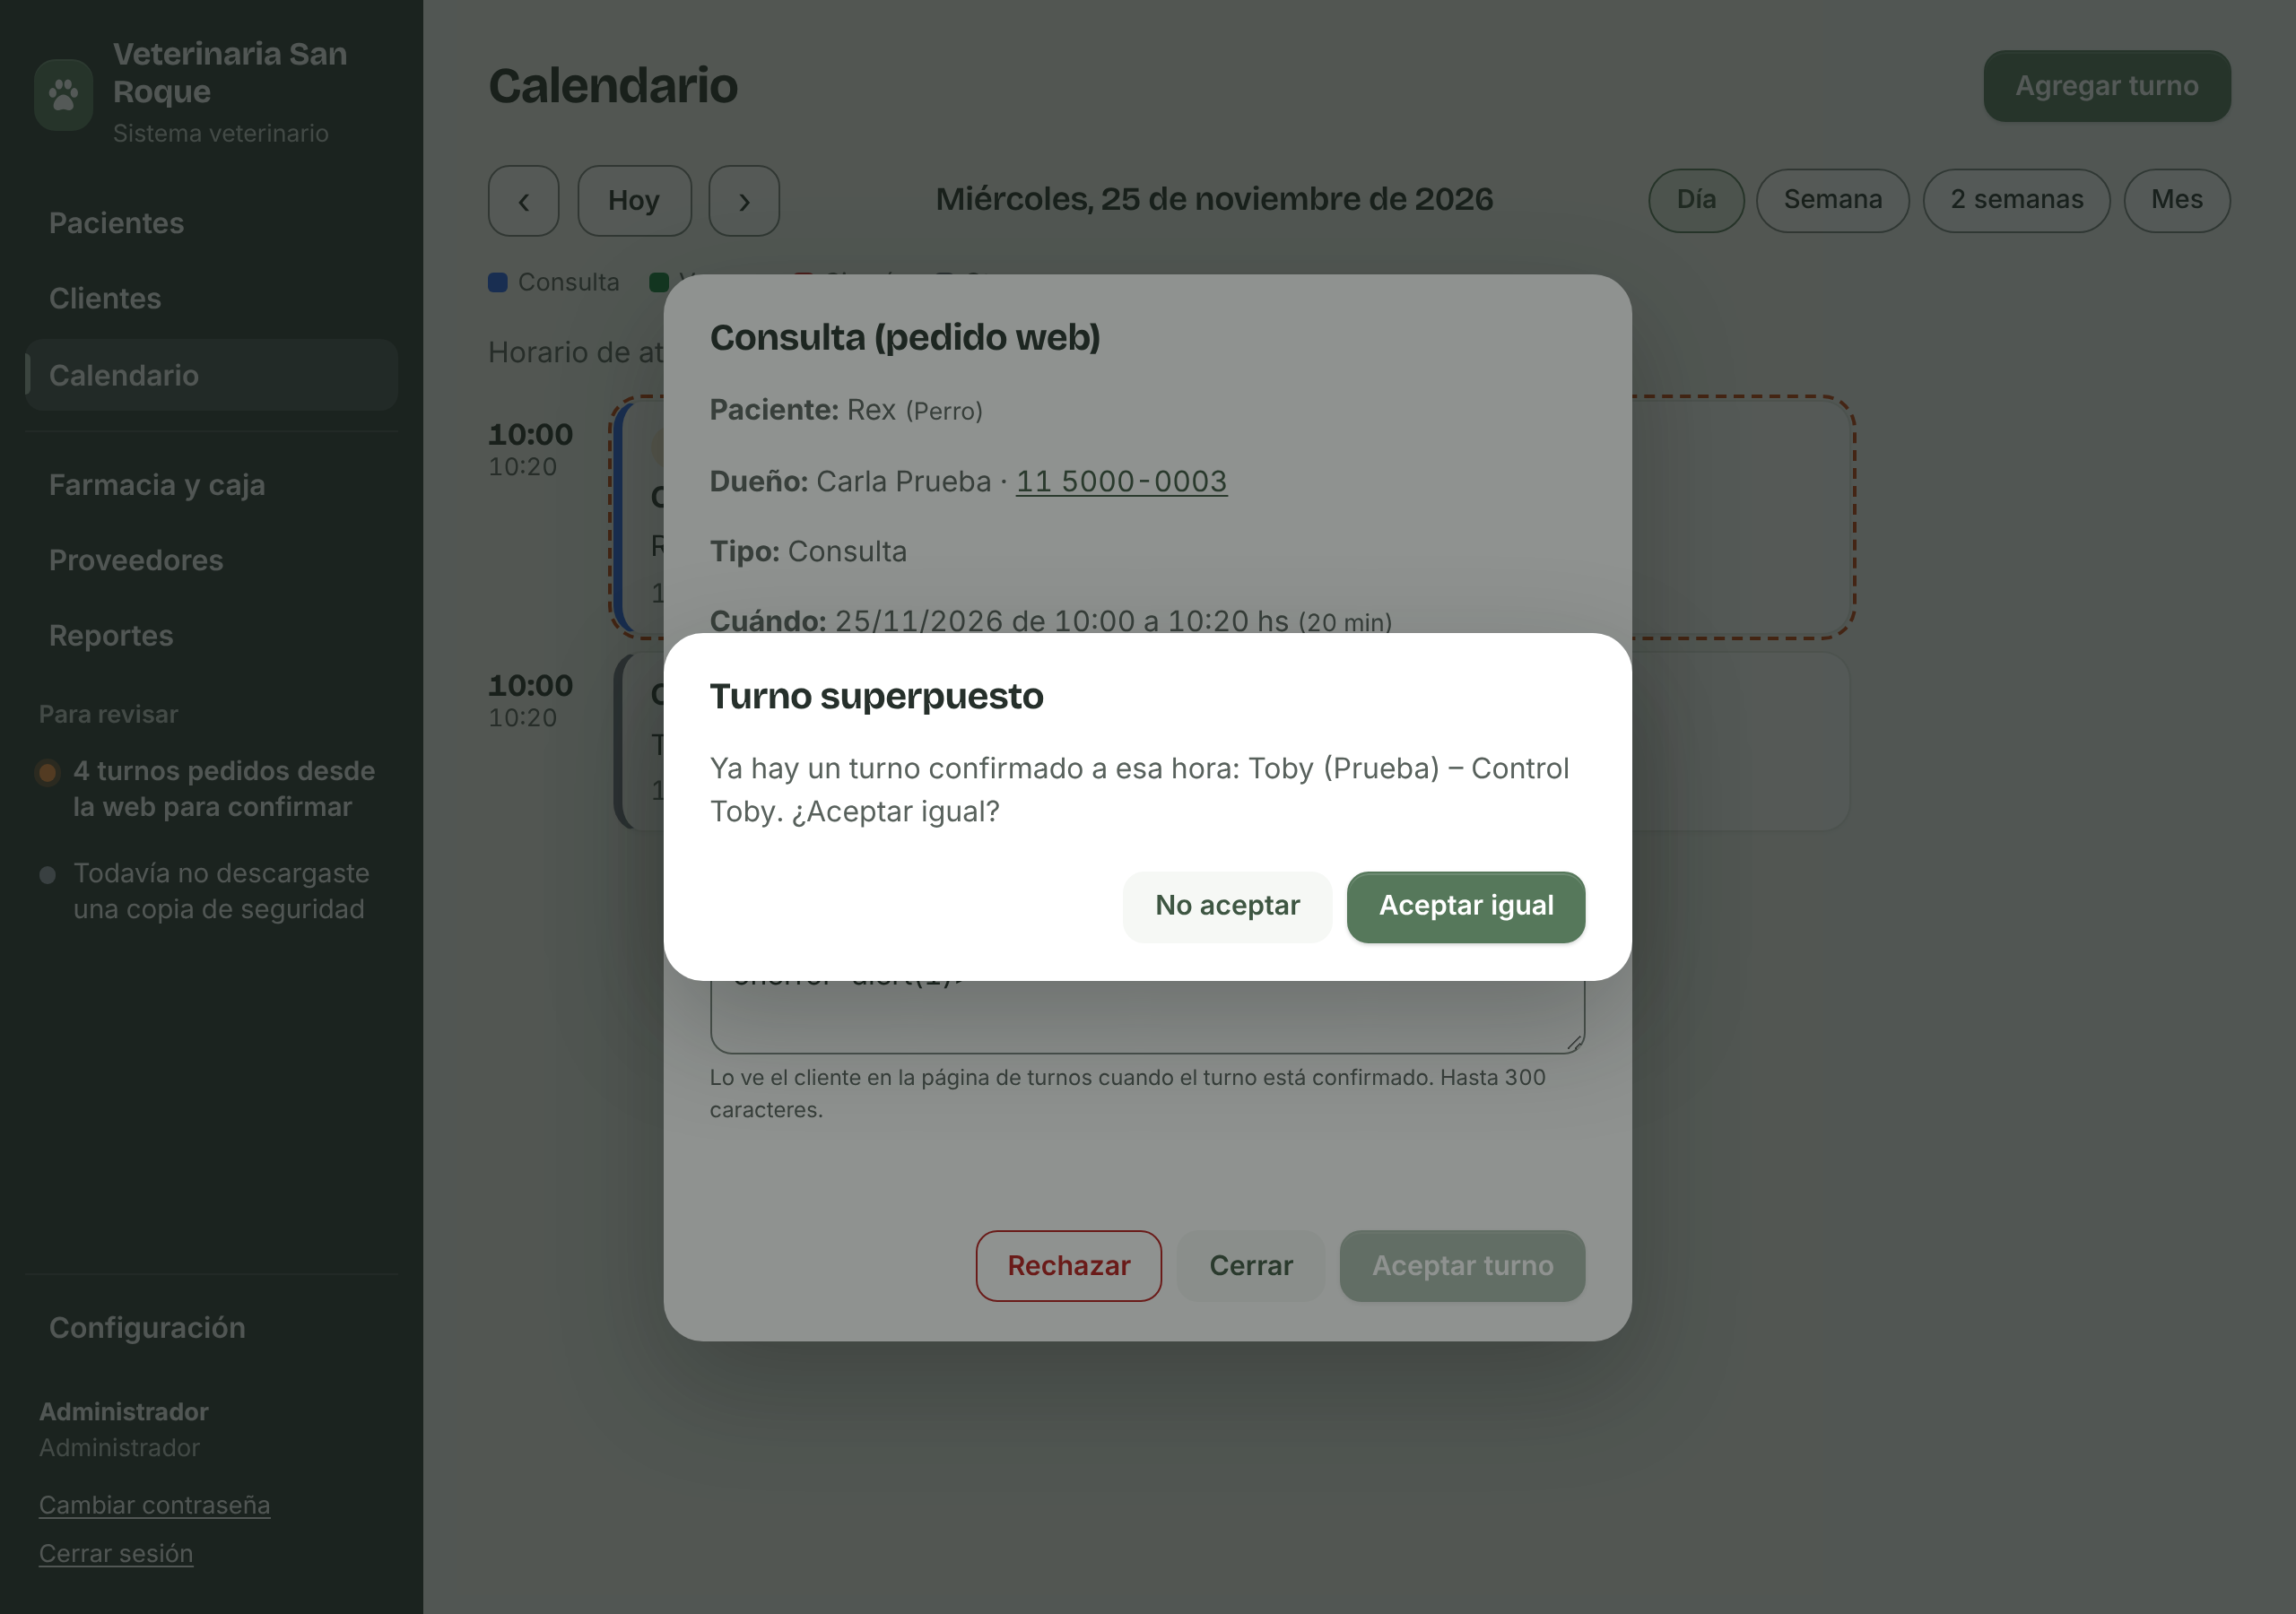 Veterinaria San
Roque
Sistema veterinario
Pacientes
Clientes
Calendario
Farmacia y caja
Proveedores
Reportes
Para revisar
4 turnos pedidos desde
la web para confirmar
Todavía no descargaste
una copia de seguridad
Configuración
Administrador
Administrador
Cambiar contraseña
Cerrar sesión
Calendario
Agregar turno
‹ Hoy ›
Miércoles, 25 de noviembre de 2026
Día Semana 2 semanas Mes
Consulta
Horario de
10:00
10:20
10:00
10:20
Consulta (pedido web)
Paciente: Rex (Perro)
Dueño: Carla Prueba · 11 5000-0003
Tipo: Consulta
Cuándo: 25/11/2026 de 10:00 a 10:20 hs (20 min)
Turno superpuesto
Ya hay un turno confirmado a esa hora: Toby (Prueba) – Control
Toby. ¿Aceptar igual?
No aceptar Aceptar igual
Lo ve el cliente en la página de turnos cuando el turno está confirmado. Hasta 300
caracteres.
Rechazar Cerrar Aceptar turno